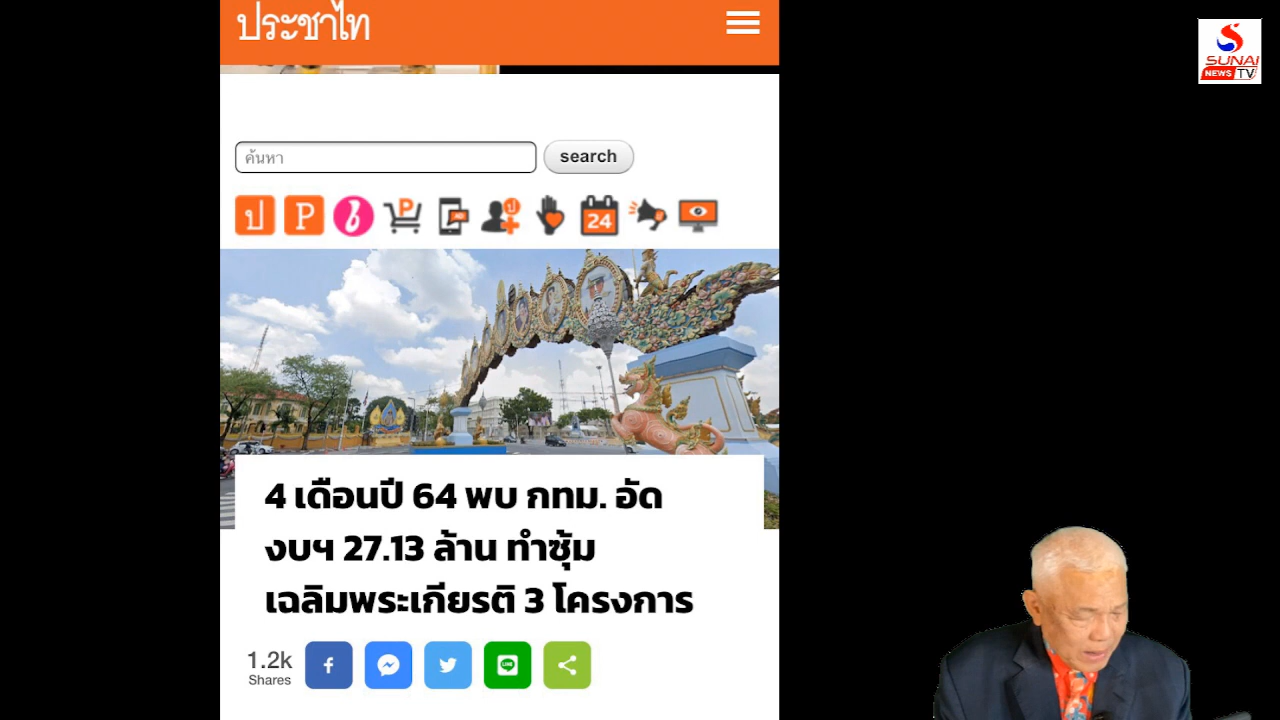 ประชาไท
SUNAI
NEWS TV
ค้นหา
search
ป P
P
ป
24
4 เดือนปี 64 พบ กทม. อัด
งบฯ 27.13 ล้าน ทำซุ้ม
เฉลิมพระเกียรติ 3 โครงการ
1.2k
Shares
LINE